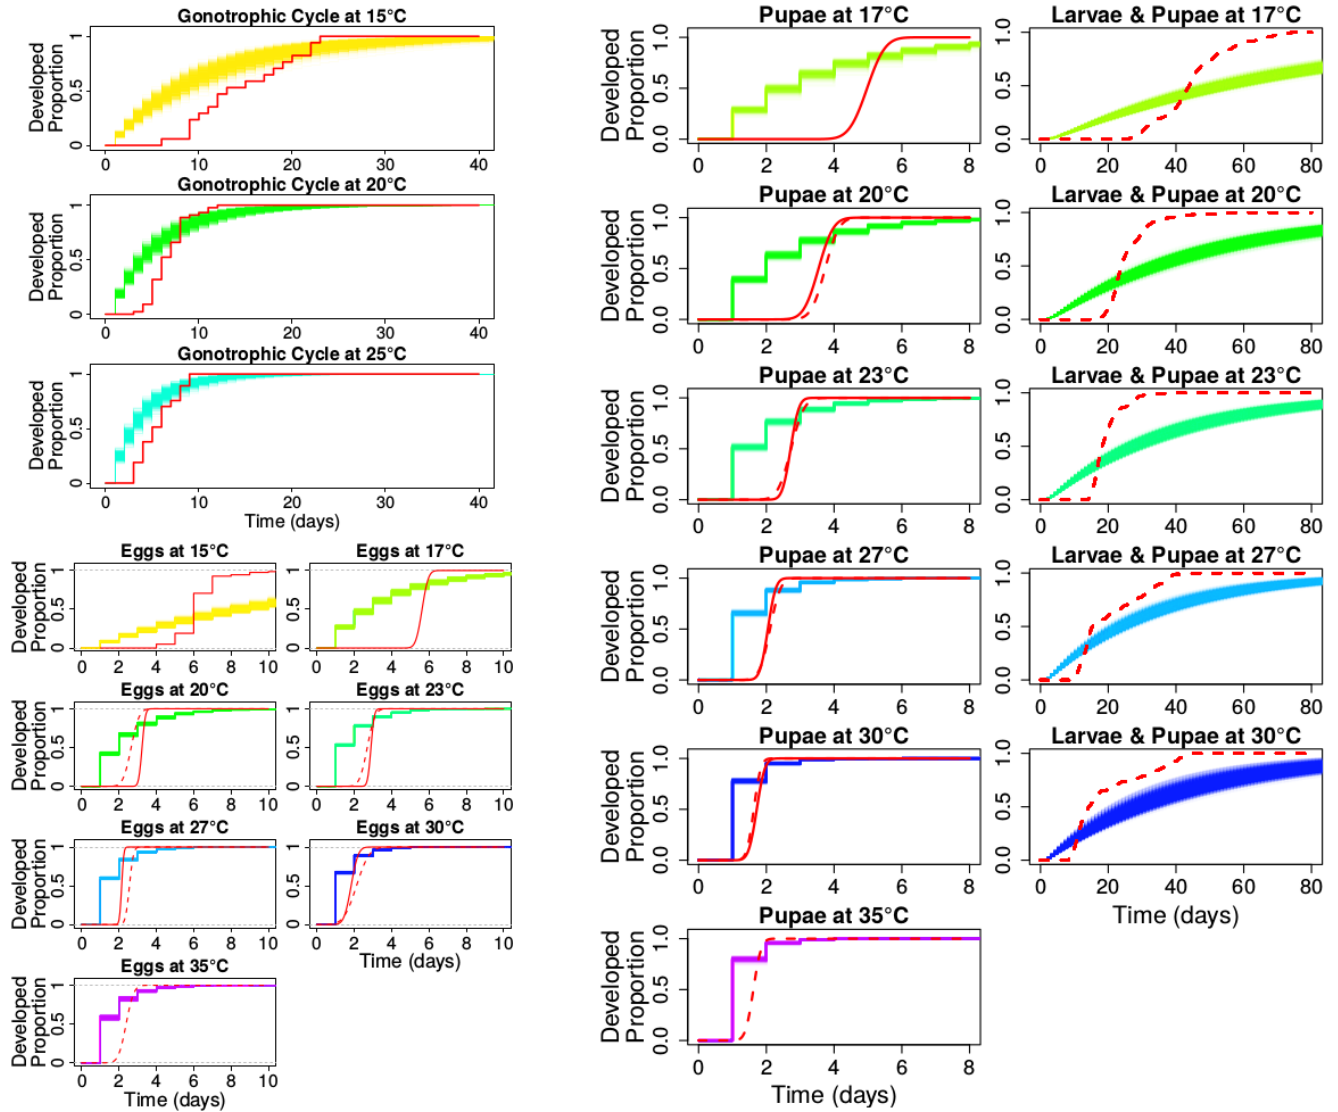 Gonotrophic Cycle at 15°C
Developed
Proportion
0
0.5
1
0 10 20 30 40
Gonotrophic Cycle at 20°C
Developed
Proportion
0
0.5
1
0 10 20 30 40
Gonotrophic Cycle at 25°C
Developed
Proportion
0
0.5
1
0 10 20 30 40
Time (days)
Eggs at 15°C
Developed
Proportion
0
0.5
1
0 2 4 6 8 10
Eggs at 17°C
0
0.5
1
0 2 4 6 8 10
Eggs at 20°C
Developed
Proportion
0
0.5
1
0 2 4 6 8 10
Eggs at 23°C
0
0.5
1
0 2 4 6 8 10
Eggs at 27°C
Developed
Proportion
0
0.5
1
0 2 4 6 8 10
Eggs at 30°C
0
0.5
1
0 2 4 6 8 10
Time (days)
Eggs at 35°C
Developed
Proportion
0
0.5
1
0 2 4 6 8 10
Time (days)
Pupae at 17°C
Developed
Proportion
0.0 0.5 1.0
0 2 4 6 8
Larvae & Pupae at 17°C
0.0 0.5 1.0
0 20 40 60 80
Pupae at 20°C
Developed
Proportion
0.0 0.5 1.0
0 2 4 6 8
Larvae & Pupae at 20°C
0.0 0.5 1.0
0 20 40 60 80
Pupae at 23°C
Developed
Proportion
0.0 0.5 1.0
0 2 4 6 8
Larvae & Pupae at 23°C
0.0 0.5 1.0
0 20 40 60 80
Pupae at 27°C
Developed
Proportion
0.0 0.5 1.0
0 2 4 6 8
Larvae & Pupae at 27°C
0.0 0.5 1.0
0 20 40 60 80
Pupae at 30°C
Developed
Proportion
0.0 0.5 1.0
0 2 4 6 8
Larvae & Pupae at 30°C
0.0 0.5 1.0
0 20 40 60 80
Time (days)
Pupae at 35°C
Developed
Proportion
0.0 0.5 1.0
0 2 4 6 8
Time (days)